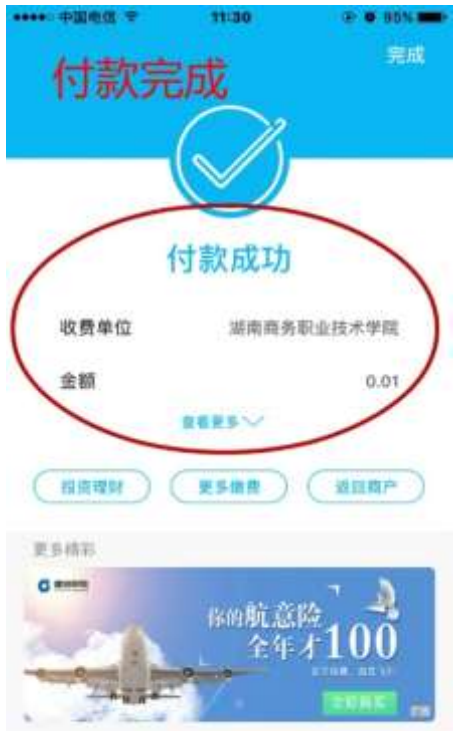 中国电信 11:30 95%
完成
付款完成
付款成功
收费单位 湖南商务职业技术学院
金额 0.01
查看更多
投资理财 更多缴费 返回商户
更多精彩
你的航意险
全年才100
立即购买